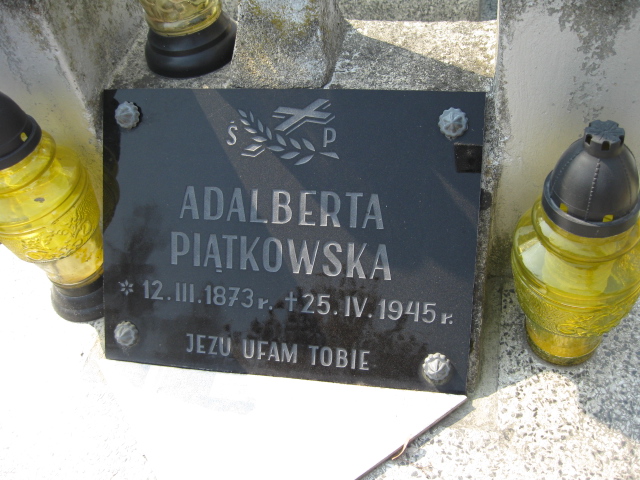 Ś P
ADALBERTA
PIĄTKOWSKA
* 12.III.1873 r. † 25.IV.1945 r.
JEZU UFAM TOBIE